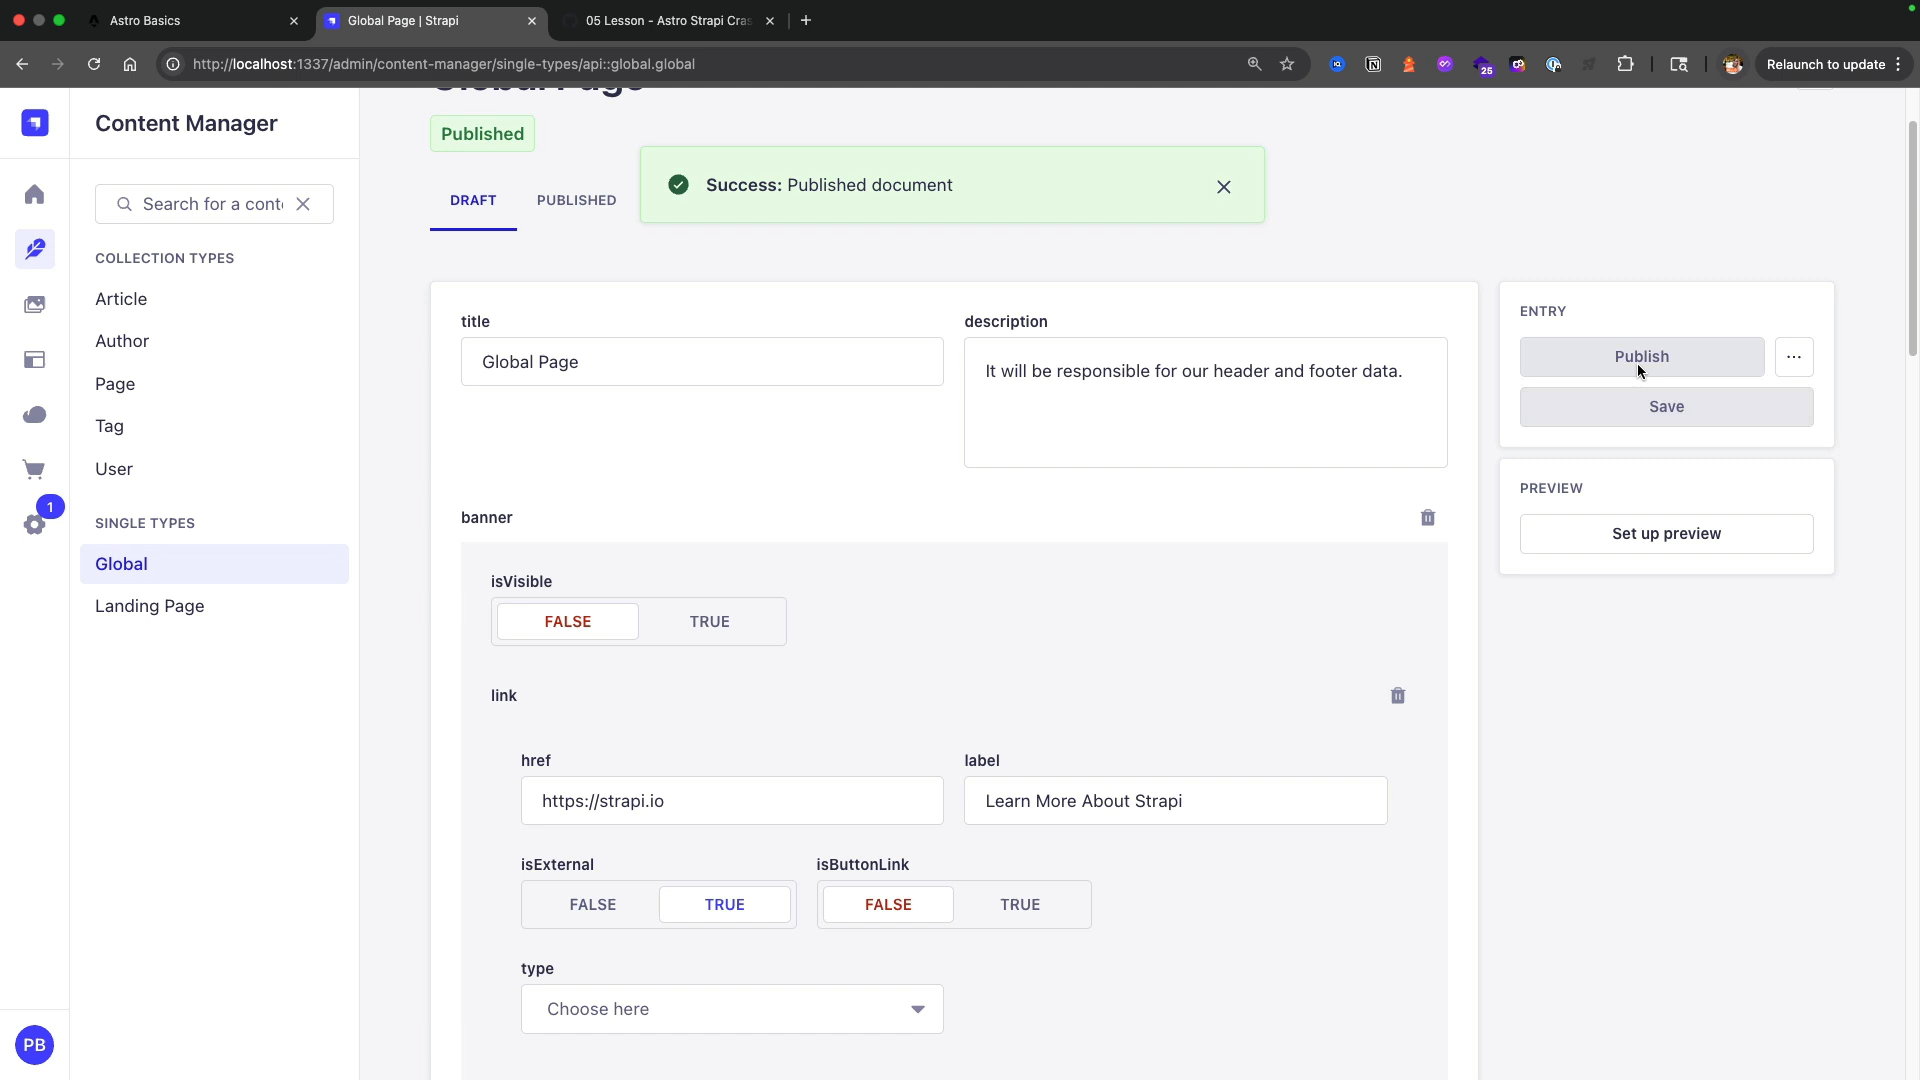 Astro Basics
Global Page | Strapi
05 Lesson - Astro Strapi Cras
http://localhost:1337/admin/content-manager/single-types/api::global.global
25
Relaunch to update
Content Manager
Global Page
Published
Success: Published document
Search for a conte
DRAFT
PUBLISHED
COLLECTION TYPES
Article
Author
Page
Tag
User
1
SINGLE TYPES
Global
Landing Page
PB
title
Global Page
description
It will be responsible for our header and footer data.
ENTRY
Publish
Save
PREVIEW
Set up preview
banner
isVisible
FALSE
TRUE
link
href
https://strapi.io
label
Learn More About Strapi
isExternal
FALSE
TRUE
isButtonLink
FALSE
TRUE
type
Choose here